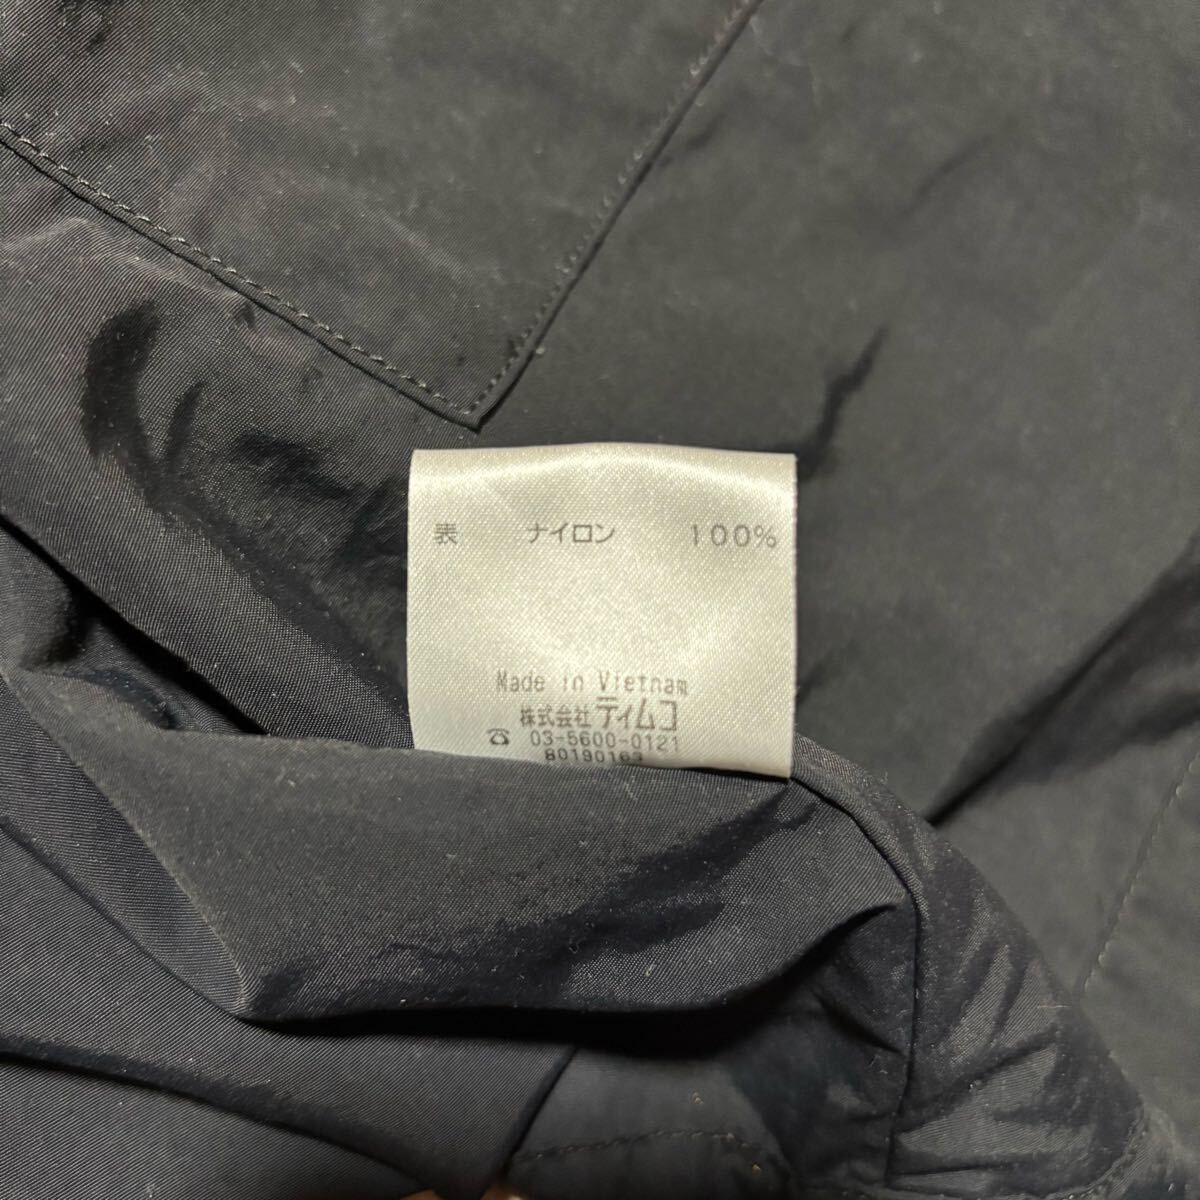 表 ナイロン 100%
Made in Vietnam
株式会社 ティムコ
☎ 03-5600-0121
80190163